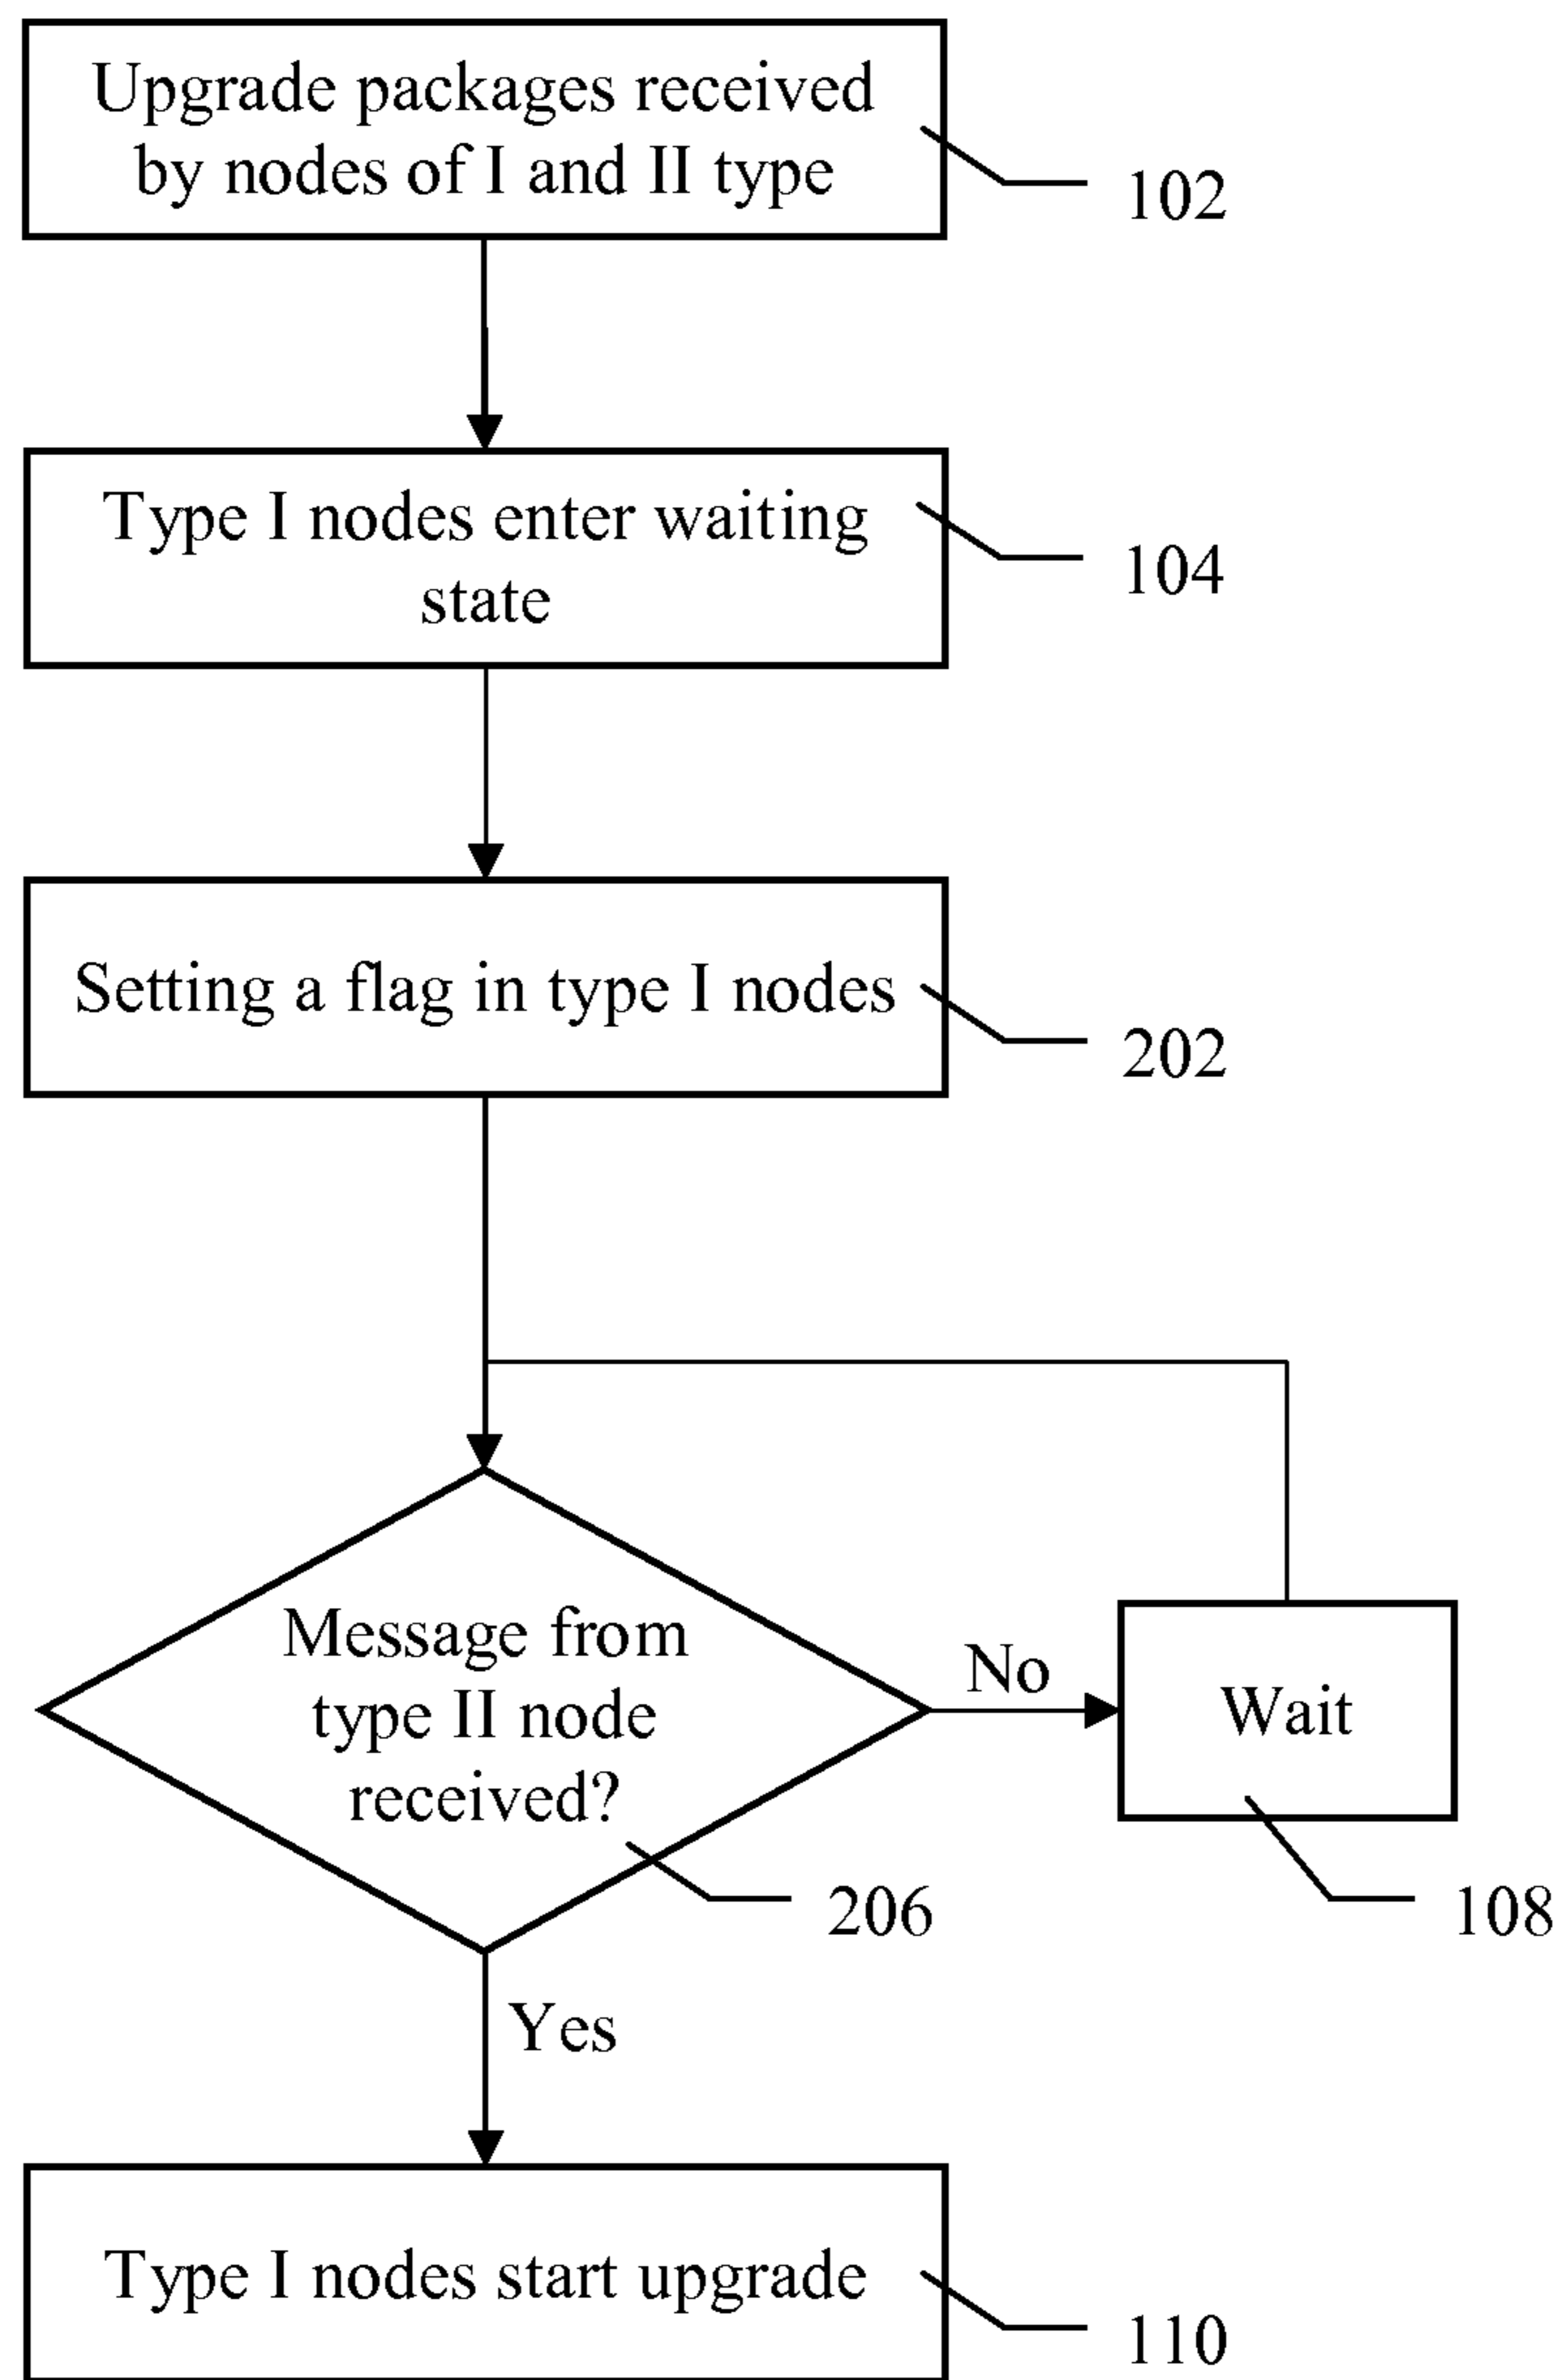 Upgrade packages received
by nodes of I and II type
102
Type I nodes enter waiting
state
104
Setting a flag in type I nodes
202
Message from
type II node
received?
206
No
Wait
108
Yes
Type I nodes start upgrade
110